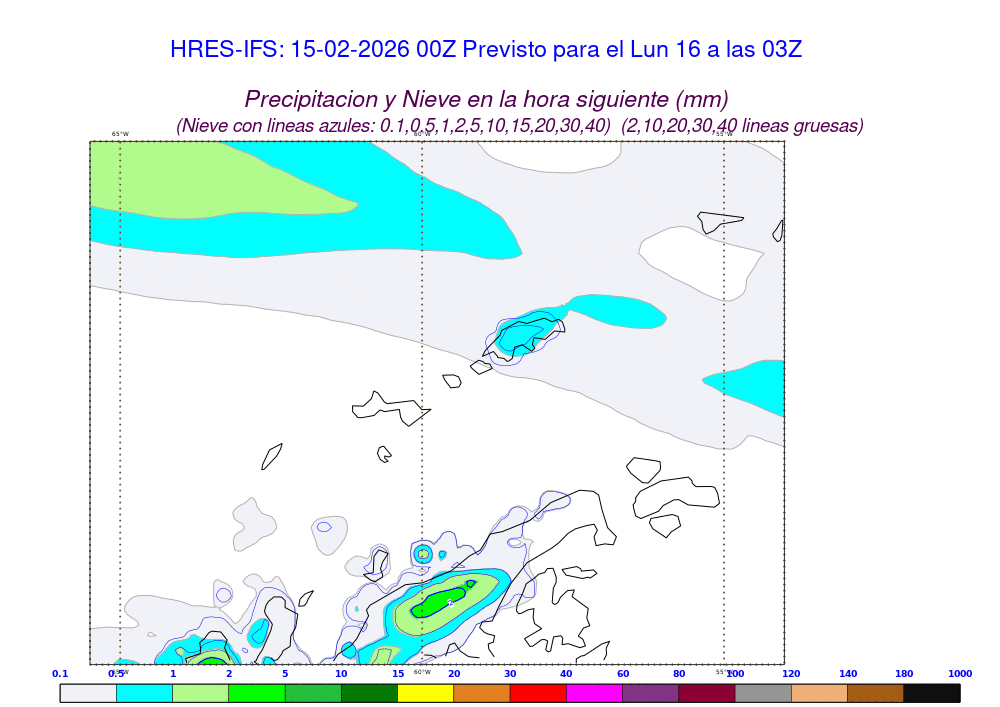 HRES-IFS: 15-02-2026 00Z Previsto para el Lun 16 a las 03Z
Precipitacion y Nieve en la hora siguiente (mm)
(Nieve con lineas azules: 0.1,0.5,1,2,5,10,15,20,30,40)  (2,10,20,30,40 lineas gruesas)
65°W 60°W 55°W
0.1 0.5 1 2 5 10 15 20 30 40 60 80 100 120 140 180 1000
65°W 60°W 55°W